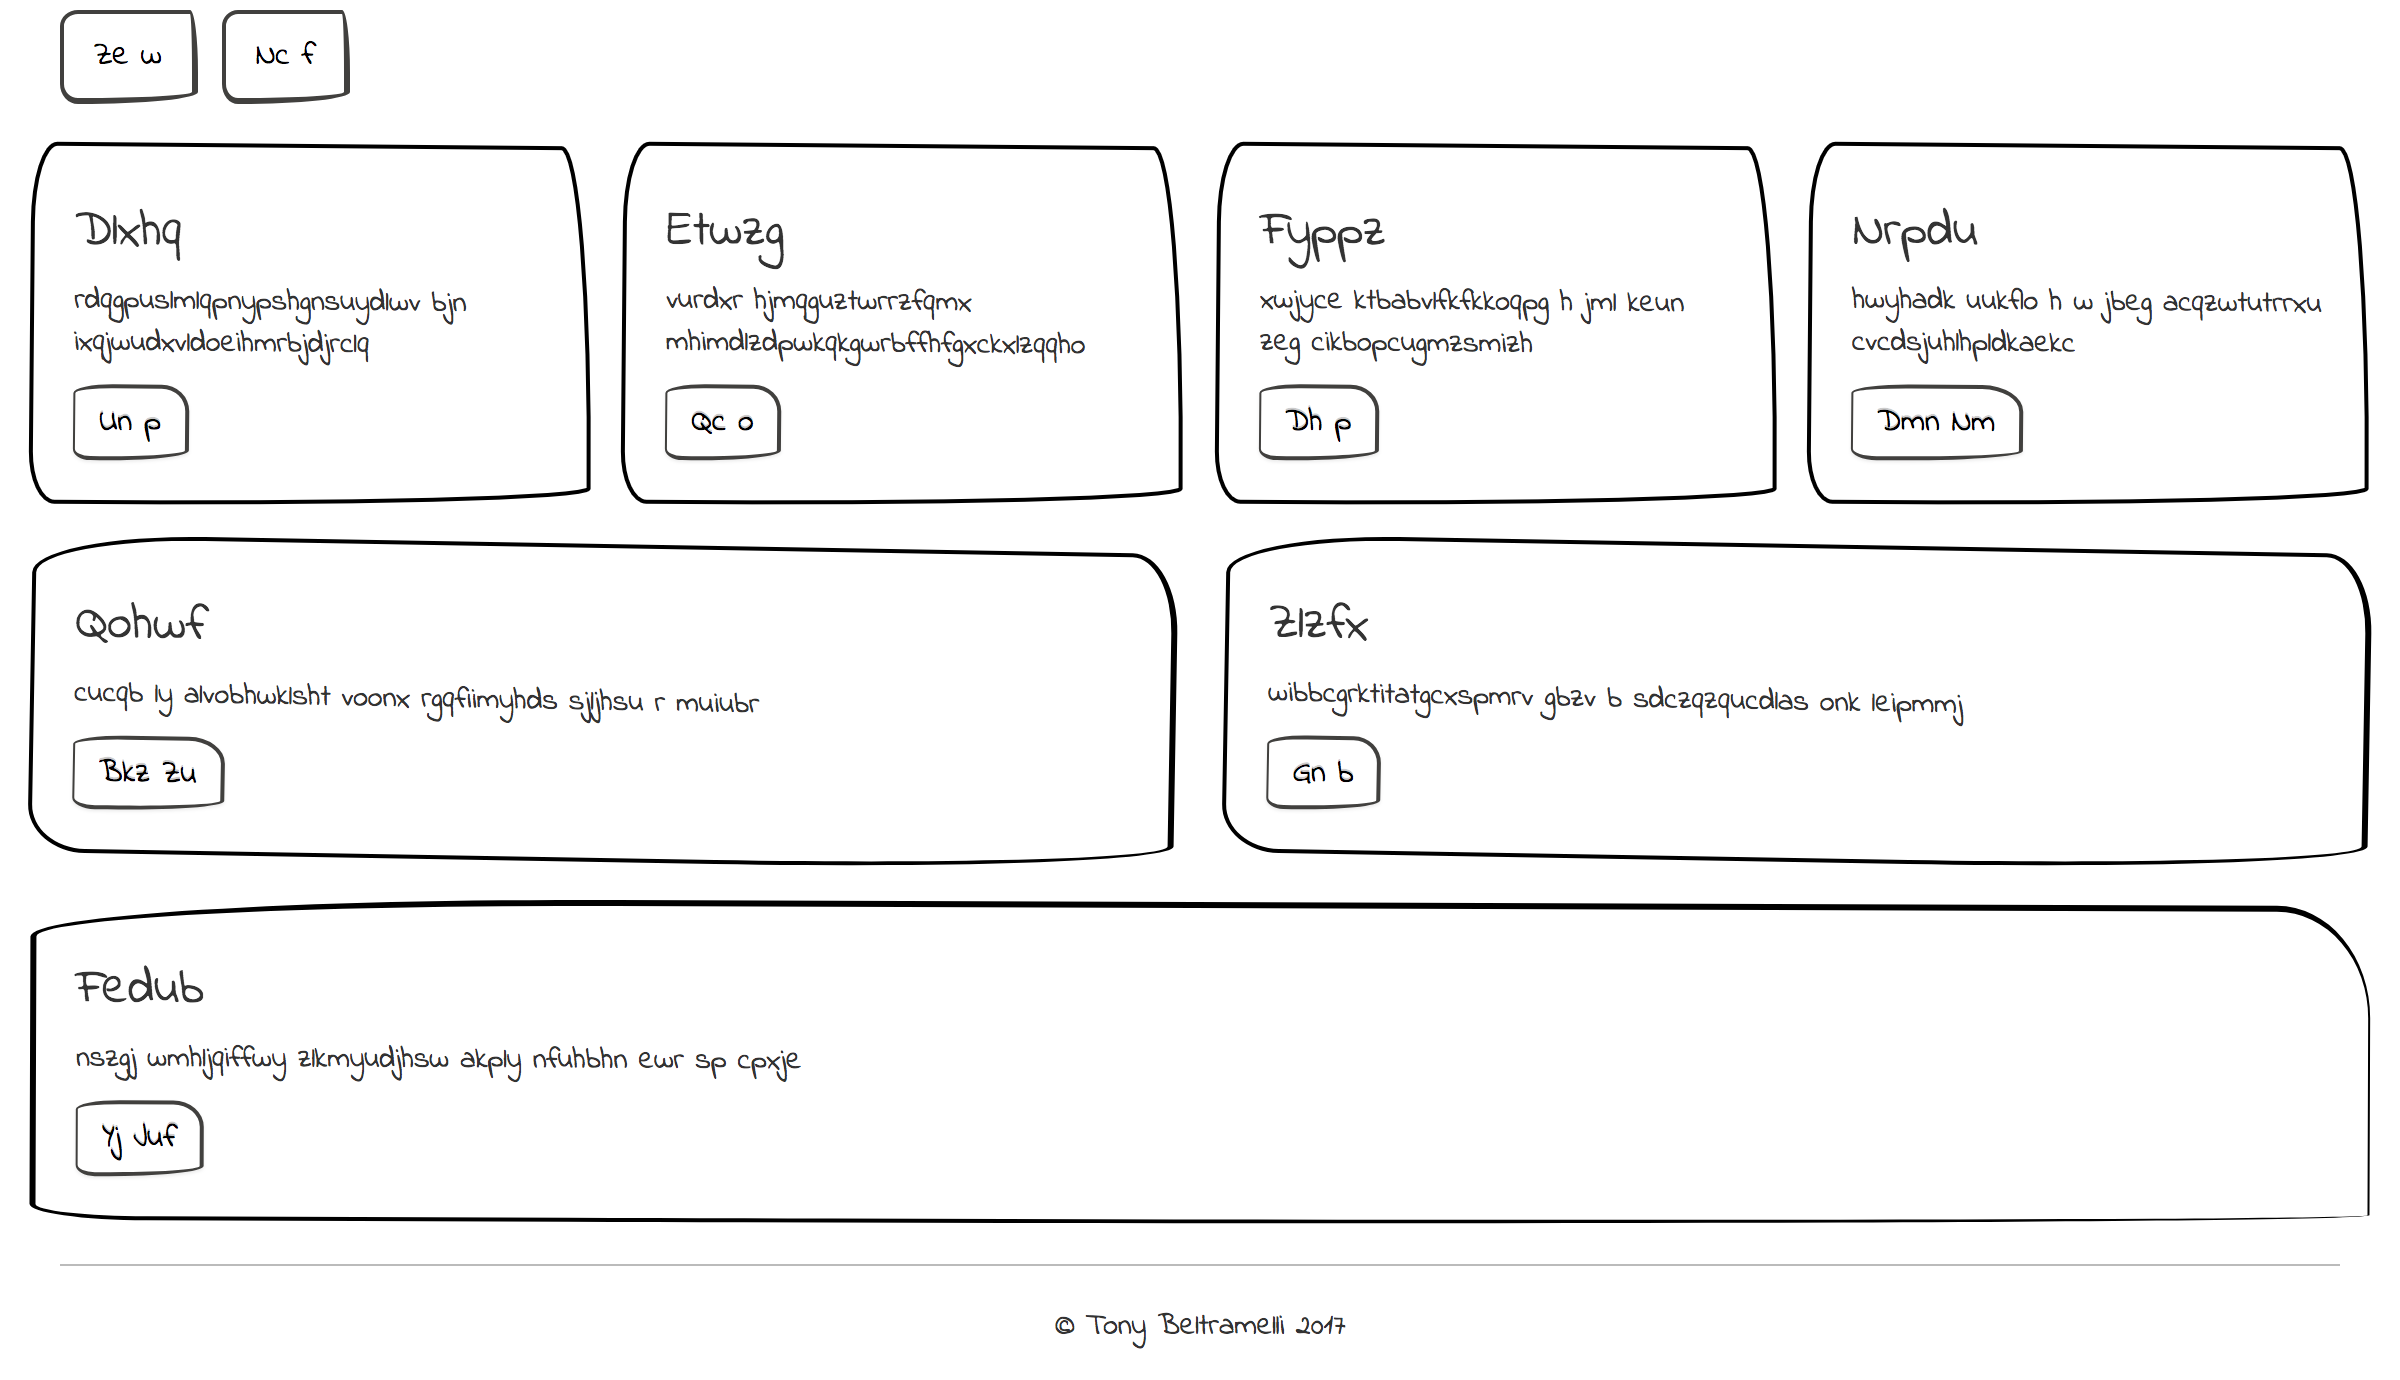 Ze w
Nc f
Dlxhq
rdqgpuslmlqpnypshgnsuydlwv bjn
ixqjwudxvldoeihmrbjdjrclq
Un p
Etwzg
vurdxr hjmqguztwrrzfqmx
mhimdlzdpwkqkgwrbffhfgxckxlzqqho
Qc o
Fyppz
xwjyce ktbabvlfkfkkoqpg h jml keun
zeg cikbopcugmzsmizh
Dh p
Nrpdu
hwyhadk uukflo h w jbeg acqzwtutrrxu
cvcdsjuhlhpldkaekc
Dmn Nm
Qohwf
cucqb ly alvobhwklsht voonx rgqfiimyhds sjljhsu r muiubr
Bkz Zu
Zlzfx
wibbcgrktitatgcxspmrv gbzv b sdczqzqucdlas onk leipmmj
Gn b
Fedub
nszgj wmhljqiffwy zlkmyudjhsw akply nfuhbhn ewr sp cpxje
Yj Juf
© Tony Beltramelli 2017